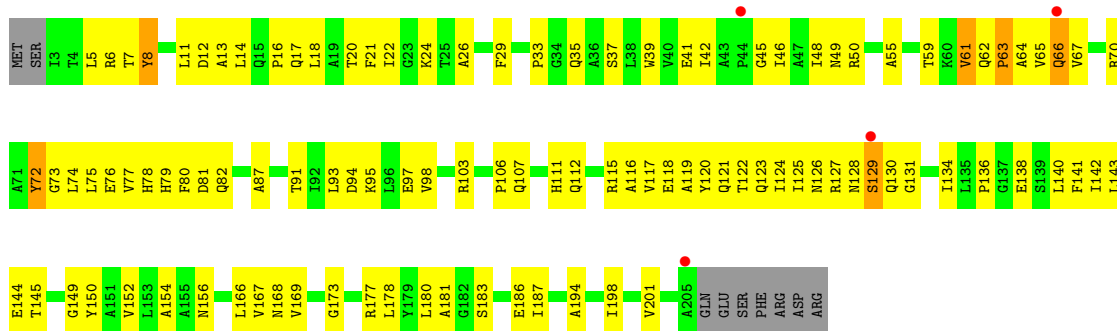 MET SER I3 T4 L5 R6 T7 Y8 L11 D12 A13 L14 Q15 P16 Q17 L18 A19 T20 F21 I22 G23 K24 T25 A26 F29 P33 G34 Q35 A36 S37 L38 W39 V40 E41 I42 A43 P44 G45 I46 A47 I48 N49 R50 A55 T59 K60 V61 Q62 P63 A64 V65 Q66 V67 R70
A71 Y72 G73 L74 L75 E76 V77 H78 H79 F80 D81 Q82 A87 T91 I92 L93 D94 K95 L96 E97 V98 R103 P106 Q107 H111 Q112 R115 A116 V117 E118 A119 Y120 Q121 T122 Q123 I124 I125 N126 R127 N128 S129 Q130 G131 I134 L135 P136 G137 E138 S139 L140 F141 I142 L143
E144 T145 G149 Y150 A151 V152 L153 A154 A155 N156 L166 V167 N168 V169 G173 R177 L178 Y179 L180 A181 G182 S183 E186 I187 A194 I198 V201 A205 GLN GLU SER PHE ARG ASP ARG